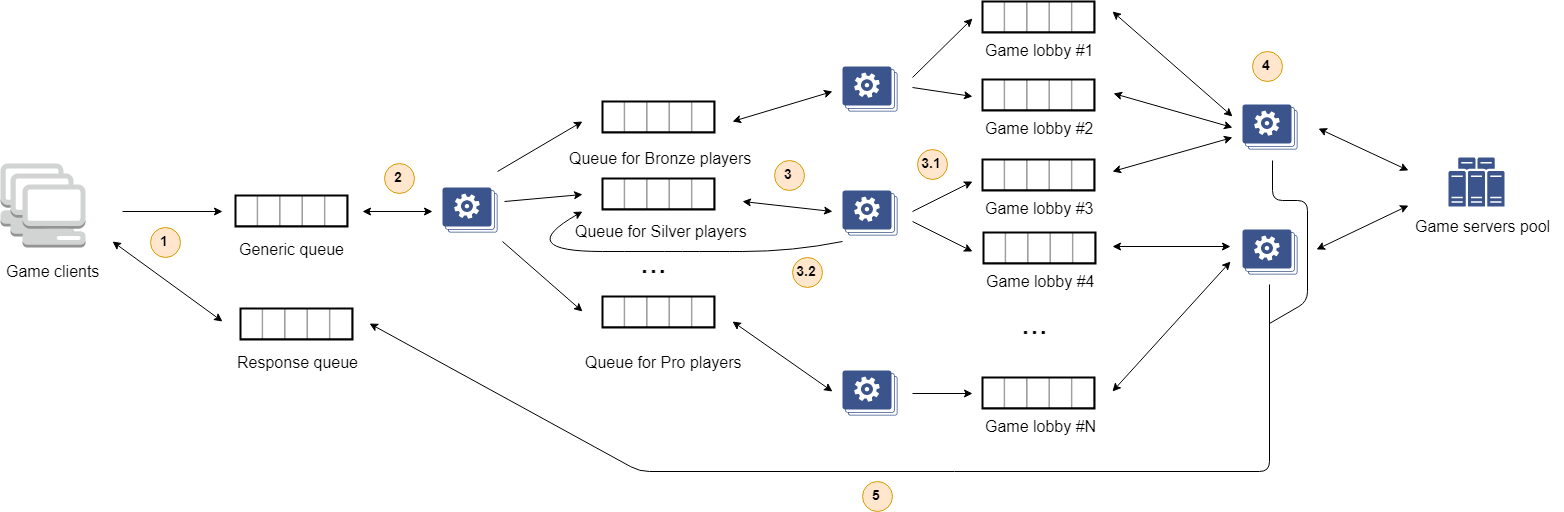 Game clients
1
Generic queue
Response queue
2
Queue for Bronze players
Queue for Silver players
...
Queue for Pro players
3
3.1
3.2
Game lobby #1
Game lobby #2
Game lobby #3
Game lobby #4
...
Game lobby #N
4
Game servers pool
5